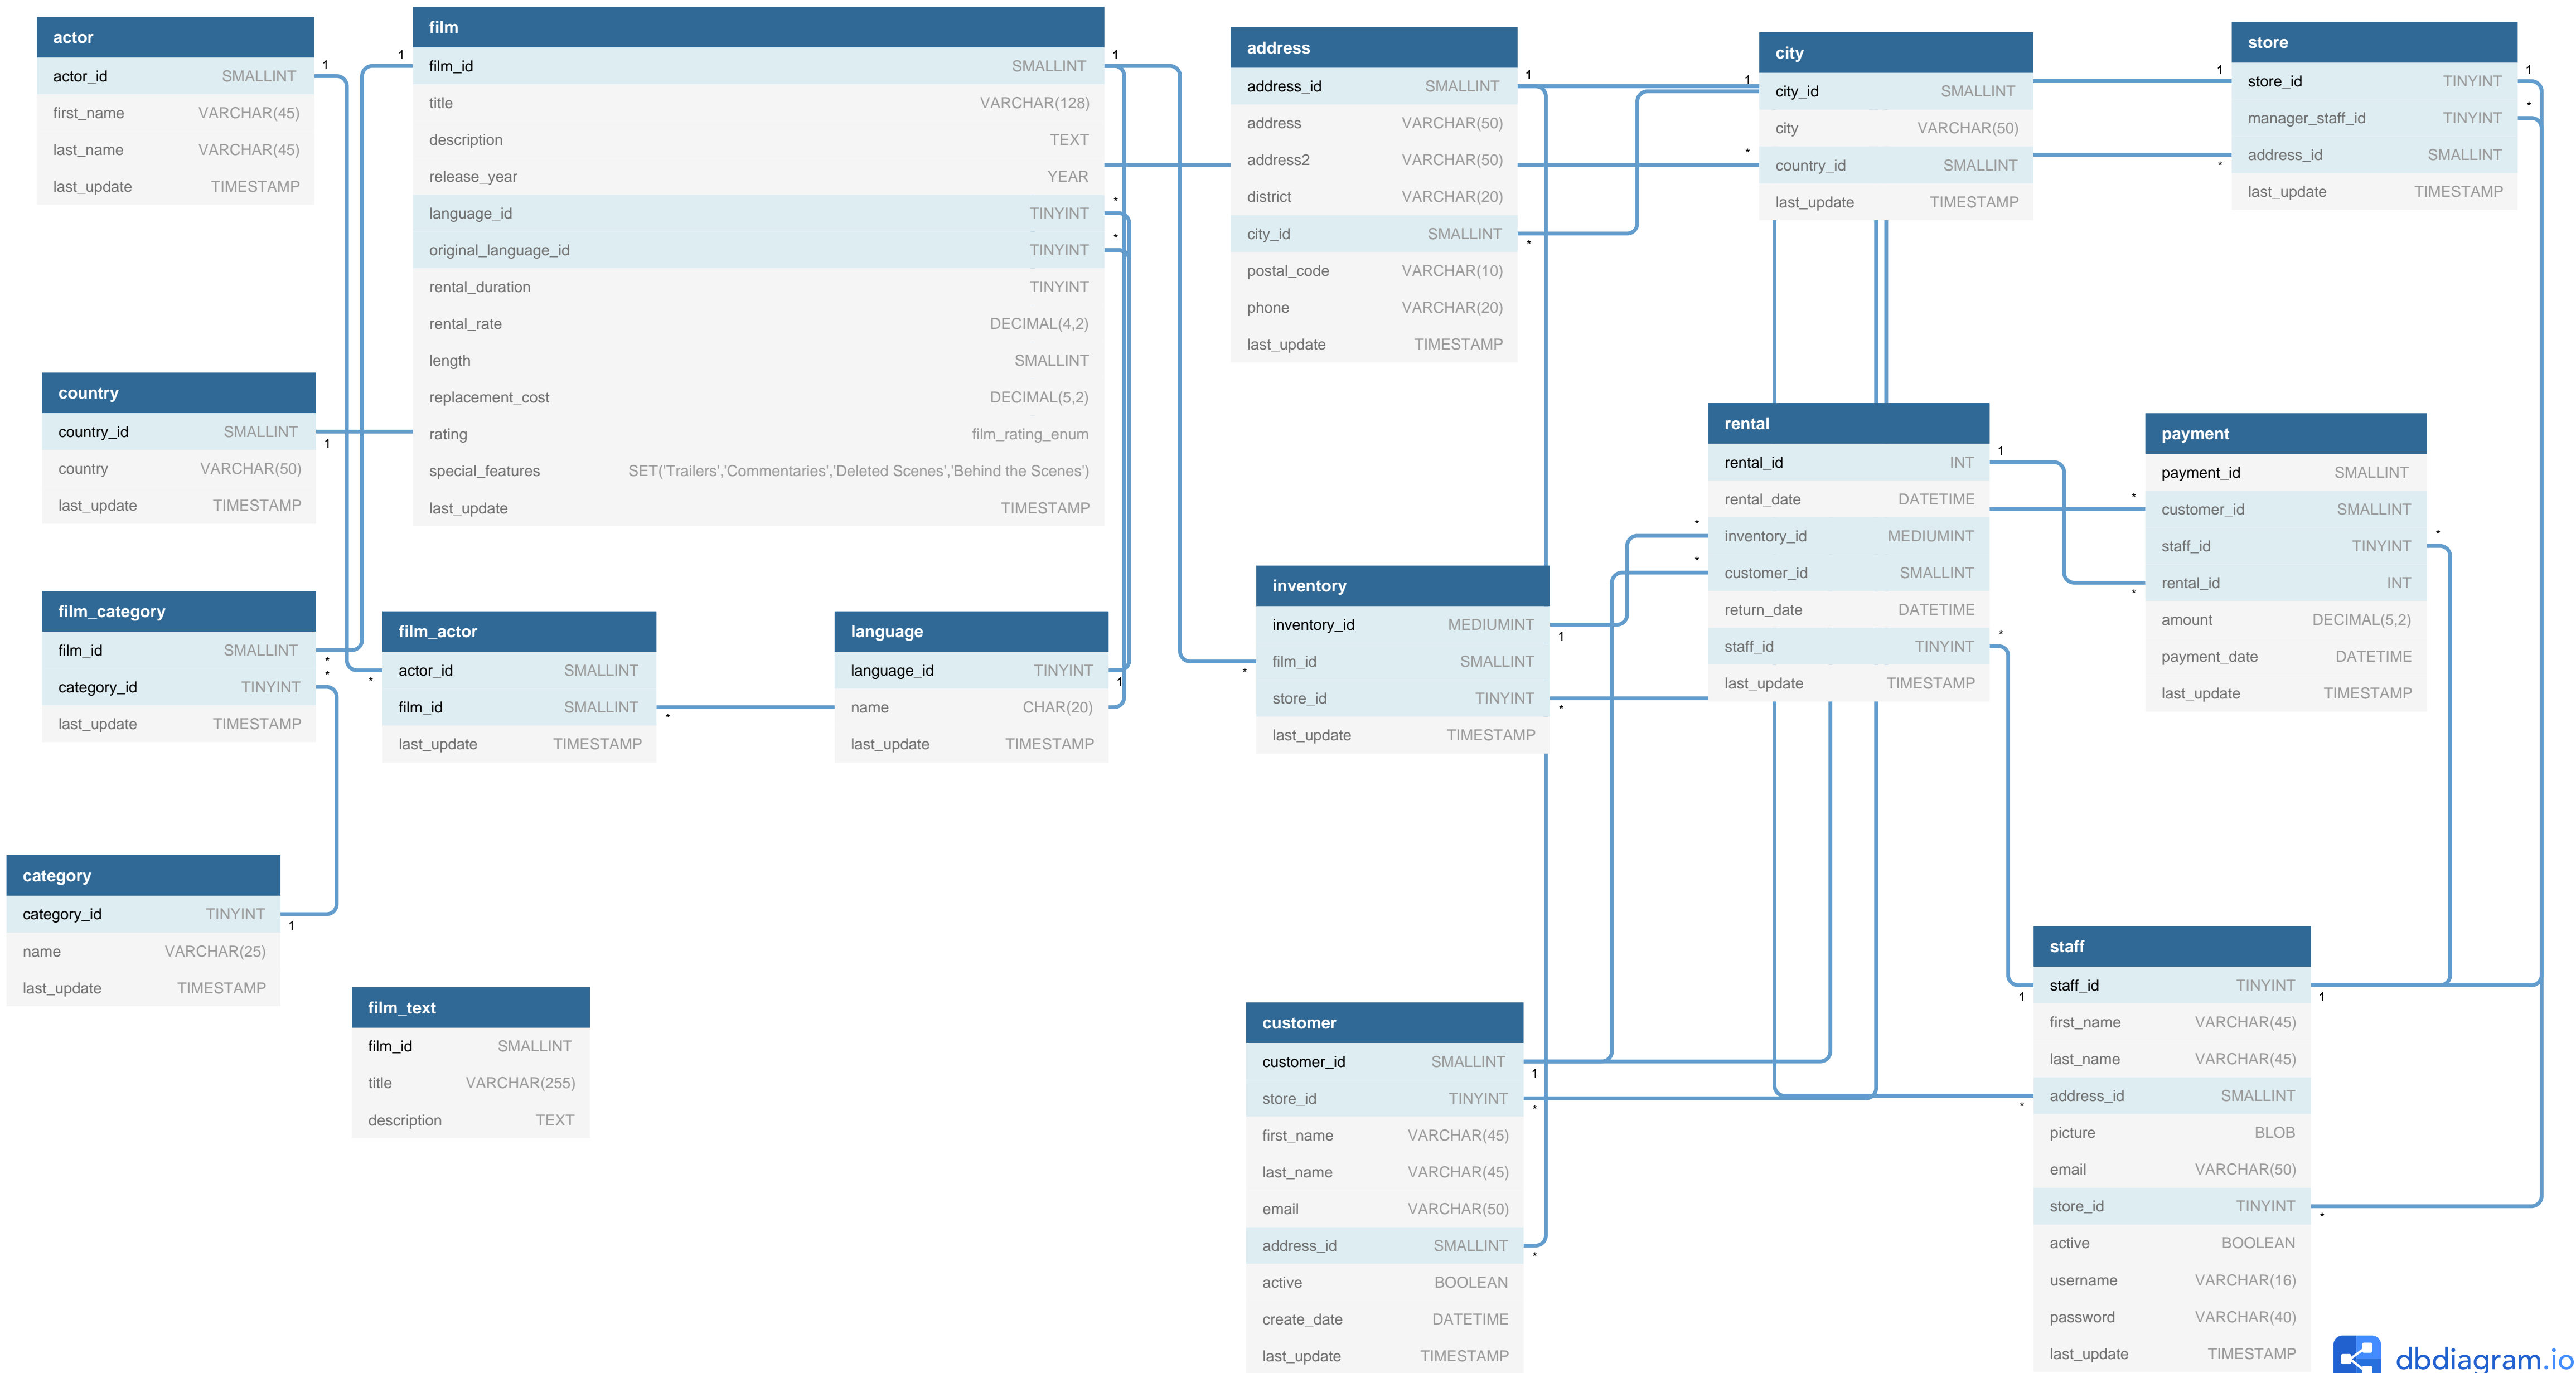 actor
actor_id SMALLINT
first_name VARCHAR(45)
last_name VARCHAR(45)
last_update TIMESTAMP
film
film_id SMALLINT
title VARCHAR(128)
description TEXT
release_year YEAR
language_id TINYINT
original_language_id TINYINT
rental_duration TINYINT
rental_rate DECIMAL(4,2)
length SMALLINT
replacement_cost DECIMAL(5,2)
rating film_rating_enum
special_features SET('Trailers','Commentaries','Deleted Scenes','Behind the Scenes')
last_update TIMESTAMP
address
address_id SMALLINT
address VARCHAR(50)
address2 VARCHAR(50)
district VARCHAR(20)
city_id SMALLINT
postal_code VARCHAR(10)
phone VARCHAR(20)
last_update TIMESTAMP
city
city_id SMALLINT
city VARCHAR(50)
country_id SMALLINT
last_update TIMESTAMP
store
store_id TINYINT
manager_staff_id TINYINT
address_id SMALLINT
last_update TIMESTAMP
country
country_id SMALLINT
country VARCHAR(50)
last_update TIMESTAMP
rental
rental_id INT
rental_date DATETIME
inventory_id MEDIUMINT
customer_id SMALLINT
return_date DATETIME
staff_id TINYINT
last_update TIMESTAMP
payment
payment_id SMALLINT
customer_id SMALLINT
staff_id TINYINT
rental_id INT
amount DECIMAL(5,2)
payment_date DATETIME
last_update TIMESTAMP
film_category
film_id SMALLINT
category_id TINYINT
last_update TIMESTAMP
film_actor
actor_id SMALLINT
film_id SMALLINT
last_update TIMESTAMP
language
language_id TINYINT
name CHAR(20)
last_update TIMESTAMP
inventory
inventory_id MEDIUMINT
film_id SMALLINT
store_id TINYINT
last_update TIMESTAMP
category
category_id TINYINT
name VARCHAR(25)
last_update TIMESTAMP
film_text
film_id SMALLINT
title VARCHAR(255)
description TEXT
customer
customer_id SMALLINT
store_id TINYINT
first_name VARCHAR(45)
last_name VARCHAR(45)
email VARCHAR(50)
address_id SMALLINT
active BOOLEAN
create_date DATETIME
last_update TIMESTAMP
staff
staff_id TINYINT
first_name VARCHAR(45)
last_name VARCHAR(45)
address_id SMALLINT
picture BLOB
email VARCHAR(50)
store_id TINYINT
active BOOLEAN
username VARCHAR(16)
password VARCHAR(40)
last_update TIMESTAMP
dbdiagram.io